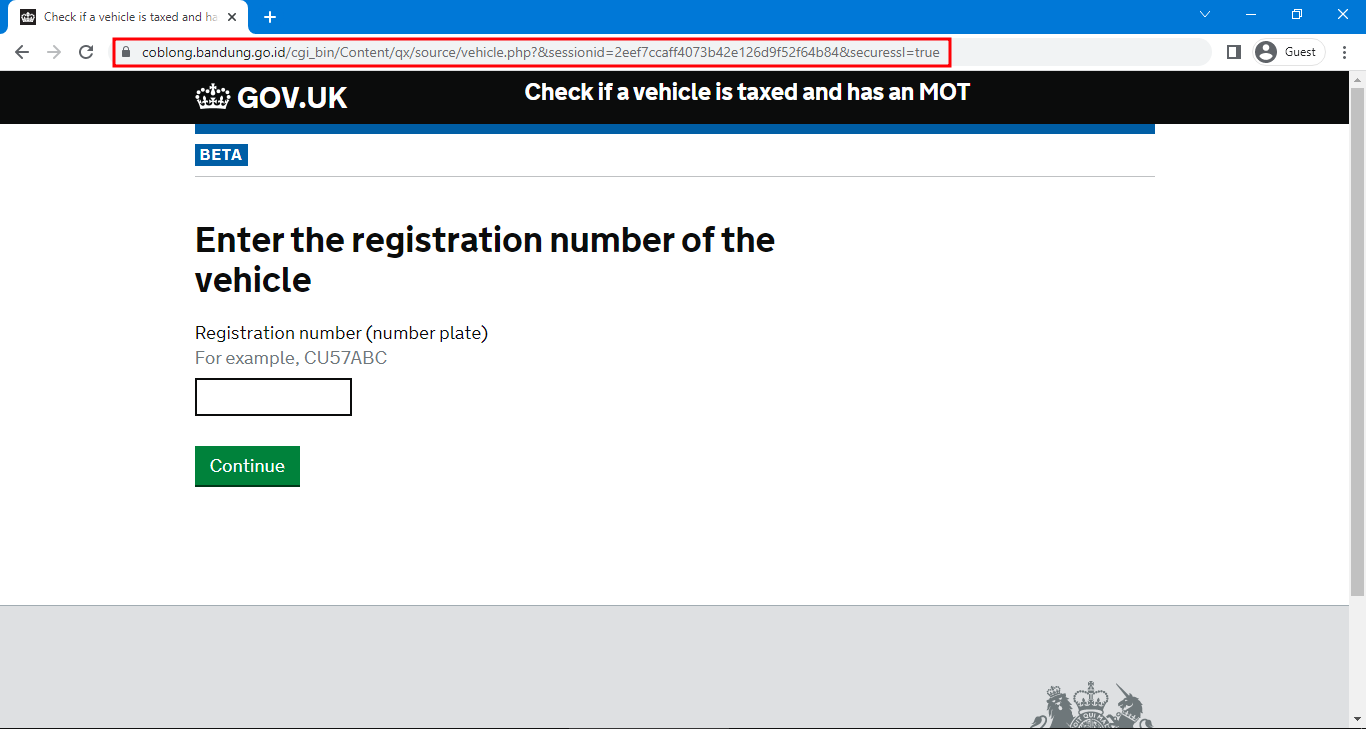 Check if a vehicle is taxed and ha
coblong.bandung.go.id/cgi_bin/Content/qx/source/vehicle.php?&sessionid=2eef7ccaff4073b42e126d9f52f64b84&securessl=true
Guest
GOV.UK
Check if a vehicle is taxed and has an MOT
BETA
Enter the registration number of the
vehicle
Registration number (number plate)
For example, CU57ABC
Continue